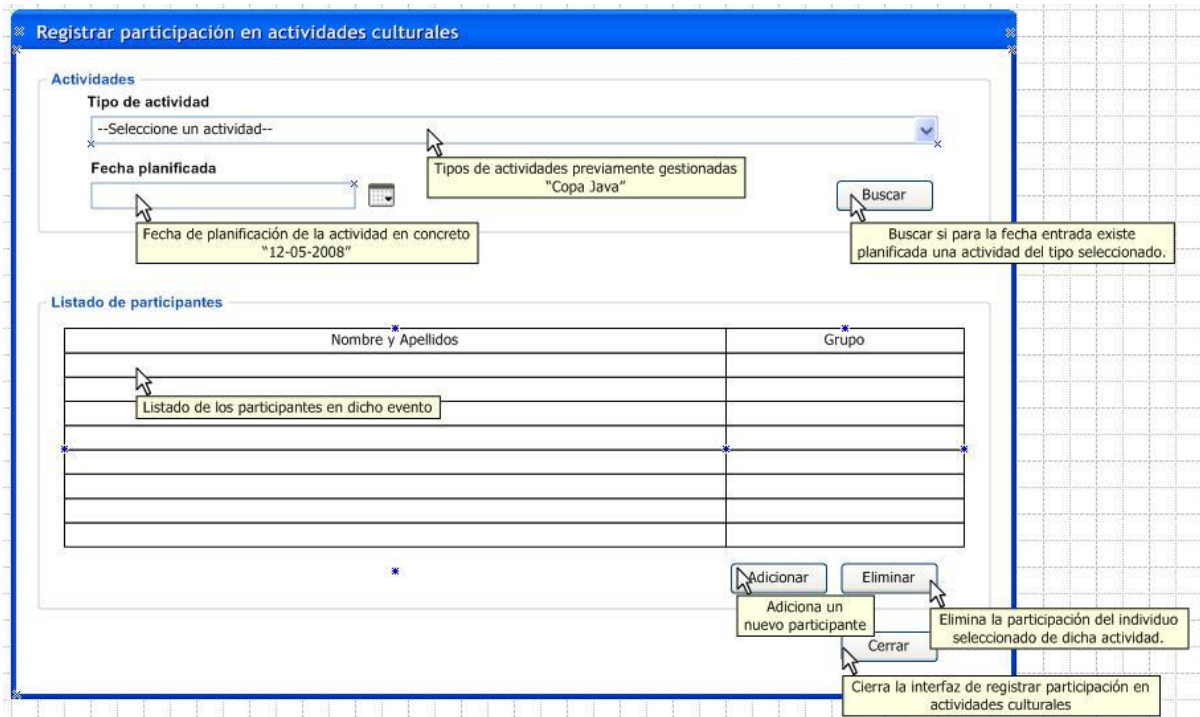 Registrar participación en actividades culturales
Actividades
Tipo de actividad
--Seleccione un actividad--
Tipos de actividades previamente gestionadas
"Copa Java"
Fecha planificada
Buscar
Fecha de planificación de la actividad en concreto
"12-05-2008"
Buscar si para la fecha entrada existe
planificada una actividad del tipo seleccionado.
Listado de participantes
Nombre y Apellidos
Grupo
Listado de los participantes en dicho evento
Adicionar
Eliminar
Adiciona un
nuevo participante
Elimina la participación del individuo
seleccionado de dicha actividad.
Cerrar
Cierra la interfaz de registrar participación en
actividades culturales